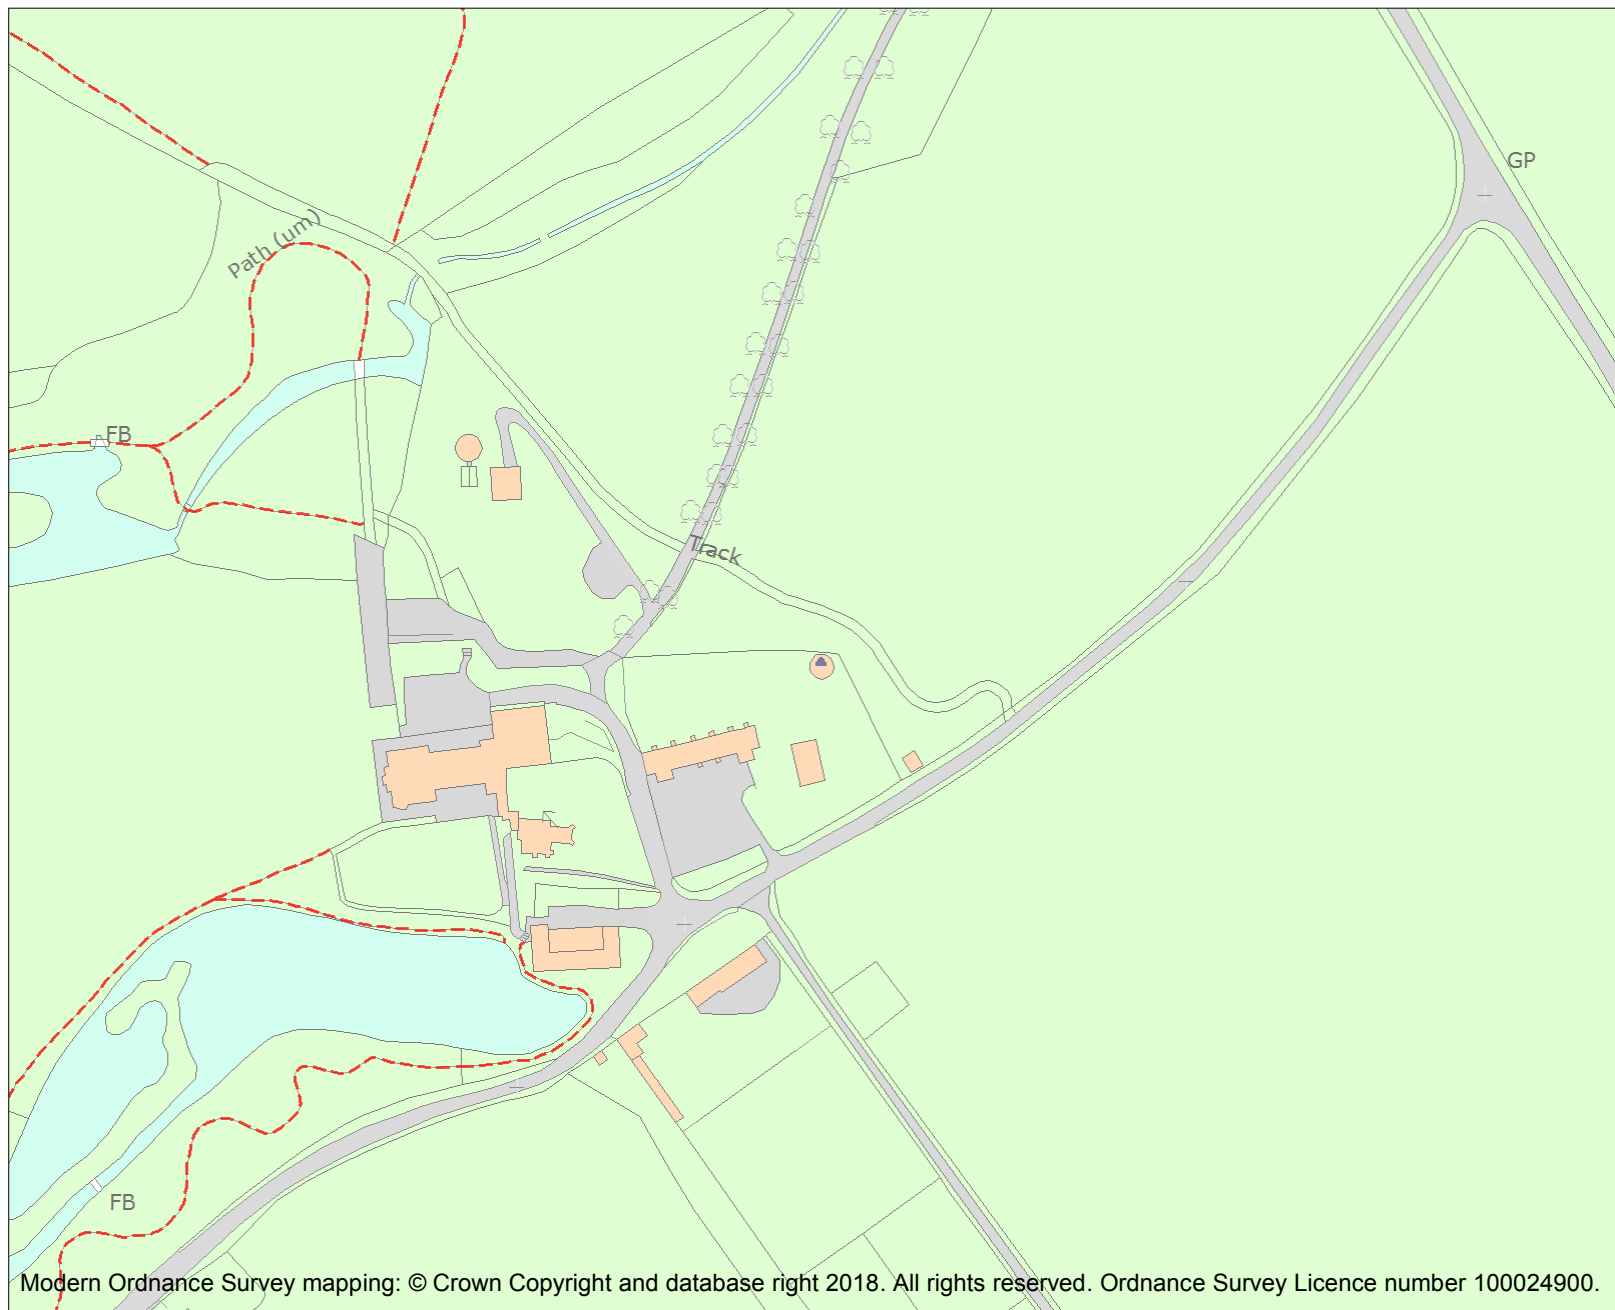 GP
Path (um)
FB
Track
FB
Modern Ordnance Survey mapping: © Crown Copyright and database right 2018. All rights reserved. Ordnance Survey Licence number 100024900.